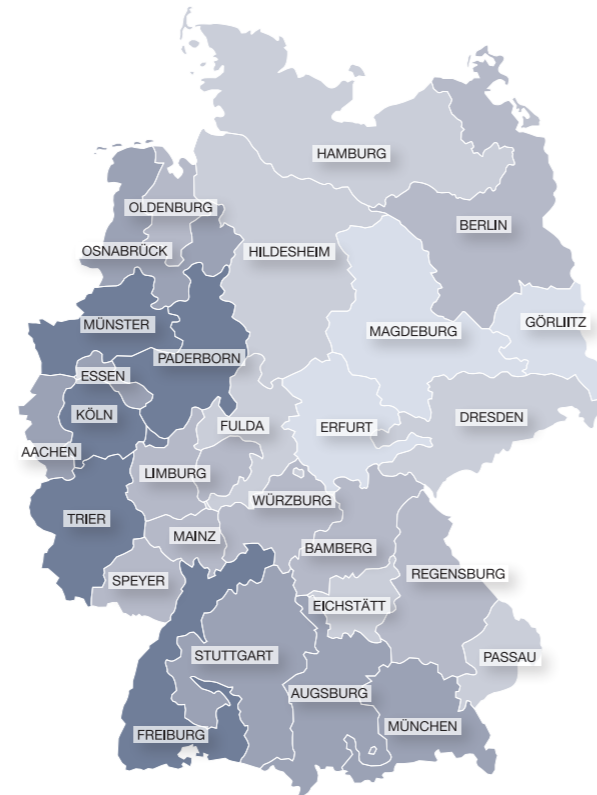 HAMBURG
OLDENBURG
BERLIN
OSNABRÜCK
HILDESHEIM
GÖRLIITZ
MÜNSTER
MAGDEBURG
PADERBORN
ESSEN
KÖLN
DRESDEN
FULDA
ERFURT
AACHEN
LIMBURG
WÜRZBURG
TRIER
MAINZ
BAMBERG
REGENSBURG
SPEYER
EICHSTÄTT
STUTTGART
PASSAU
AUGSBURG
MÜNCHEN
FREIBURG